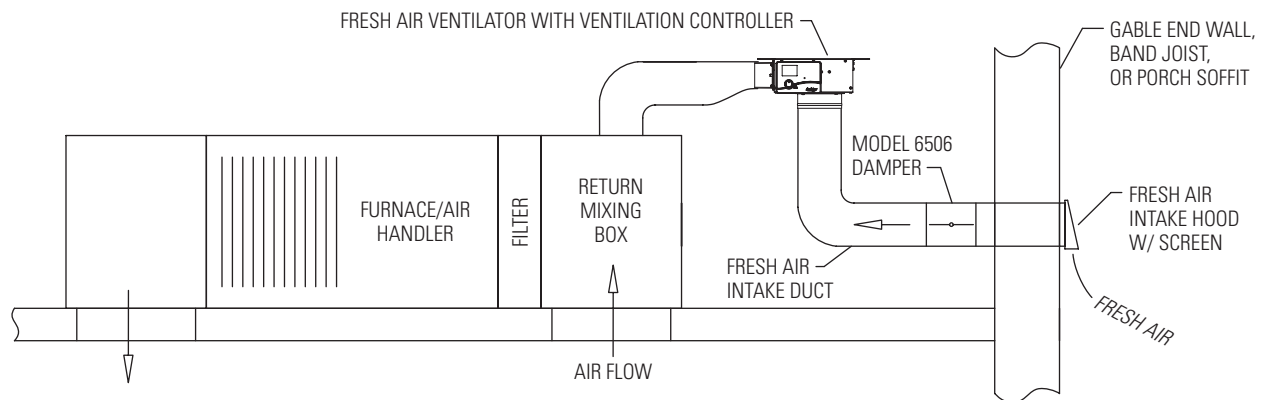 FRESH AIR VENTILATOR WITH VENTILATION CONTROLLER
GABLE END WALL,
BAND JOIST,
OR PORCH SOFFIT
MODEL 6506
DAMPER
FURNACE/AIR
HANDLER
FILTER
RETURN
MIXING
BOX
FRESH AIR
INTAKE HOOD
W/ SCREEN
FRESH AIR
INTAKE DUCT
FRESH AIR
AIR FLOW